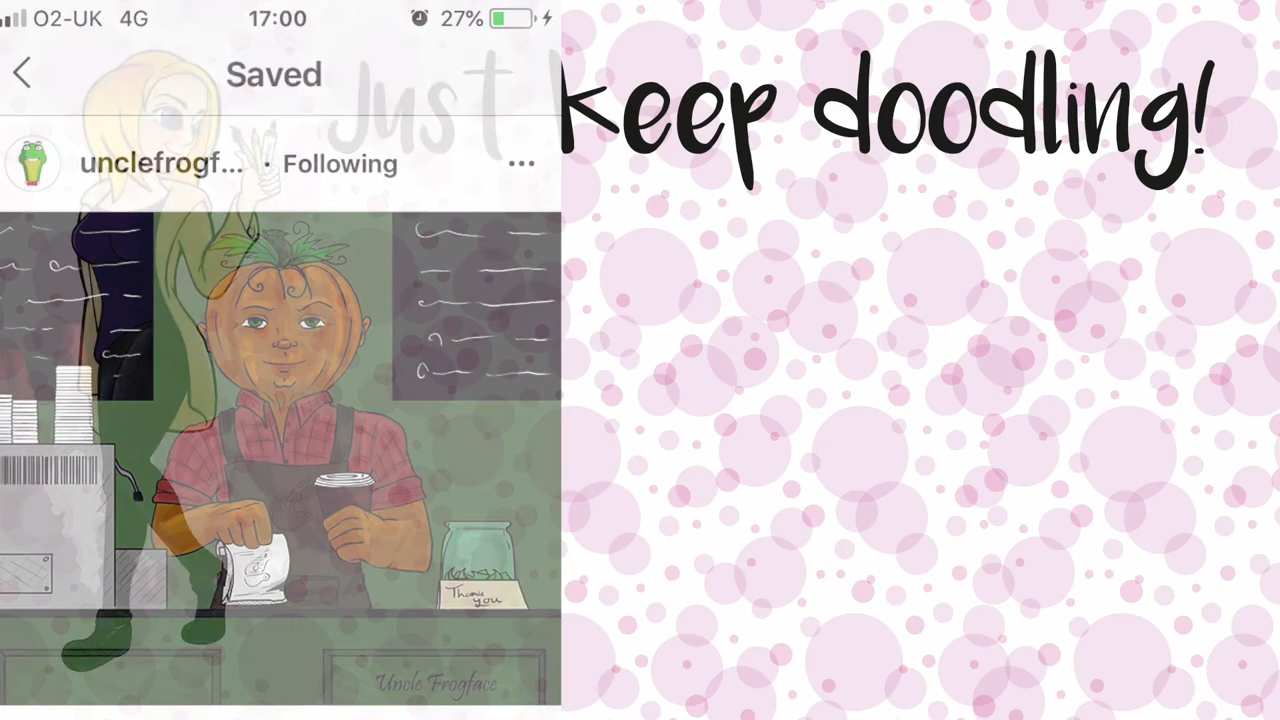 O2-UK 4G 17:00 27%
Saved
Just keep doodling!
unclefrogf... · Following ...
Thank you
Uncle Frogface